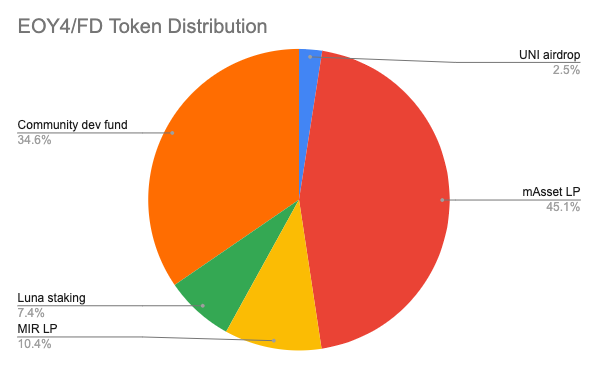 EOY4/FD Token Distribution
UNI airdrop
2.5%
Community dev fund
34.6%
mAsset LP
45.1%
Luna staking
7.4%
MIR LP
10.4%